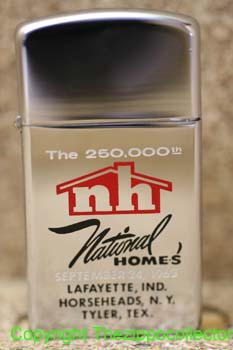 The 250,000th
nh
National
HOMES
SEPTEMBER 24, 1963
LAFAYETTE, IND.
HORSEHEADS, N.Y.
TYLER, TEX.
Copyright Thezippocollector